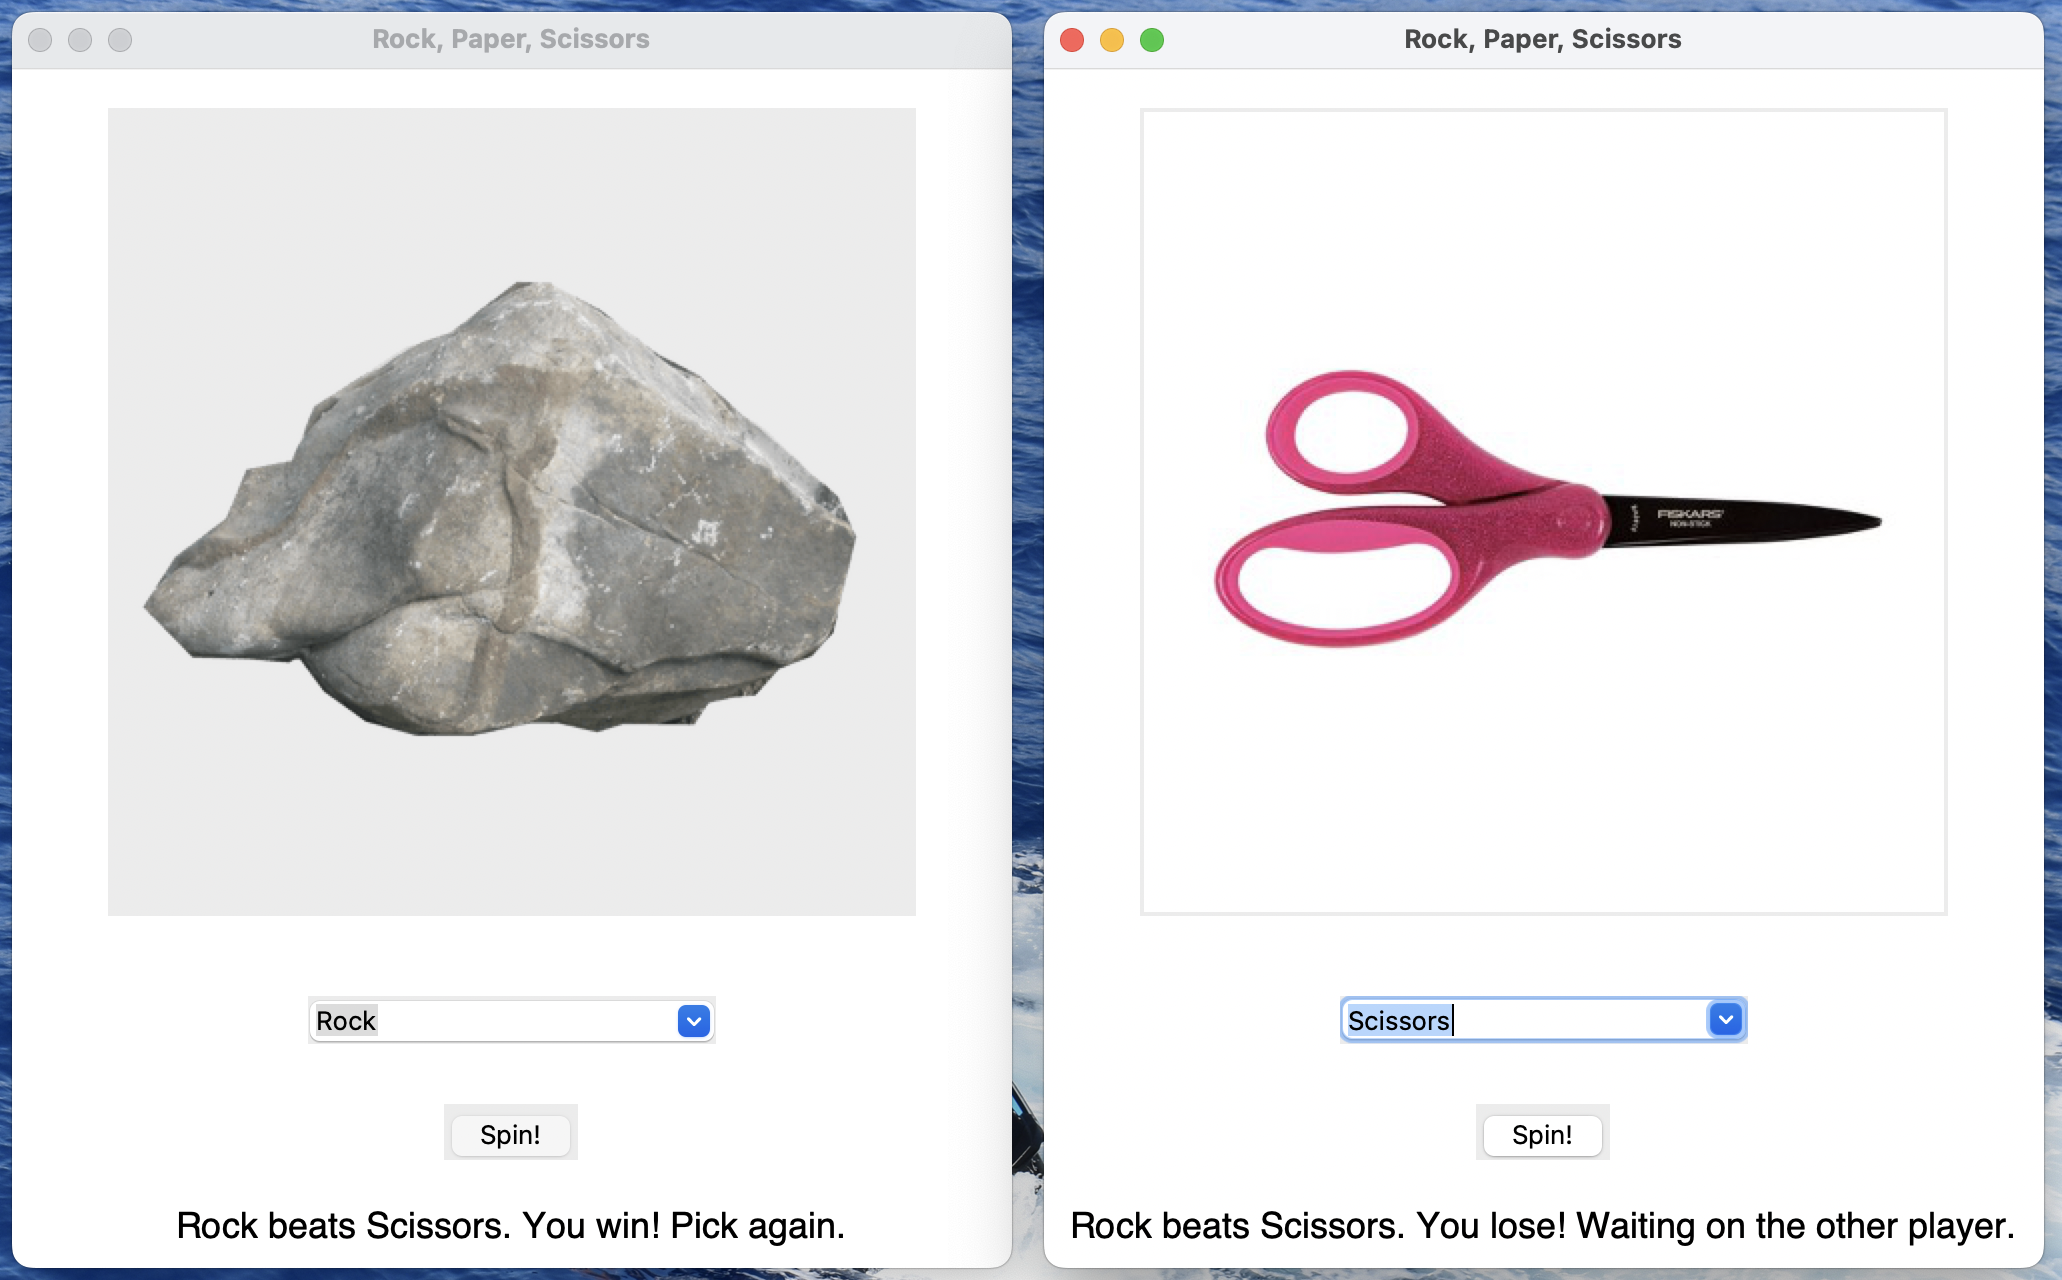 Rock, Paper, Scissors
Rock
Spin!
Rock beats Scissors. You win! Pick again.
Rock, Paper, Scissors
FISKARS
NON-STICK
Scissors
Spin!
Rock beats Scissors. You lose! Waiting on the other player.